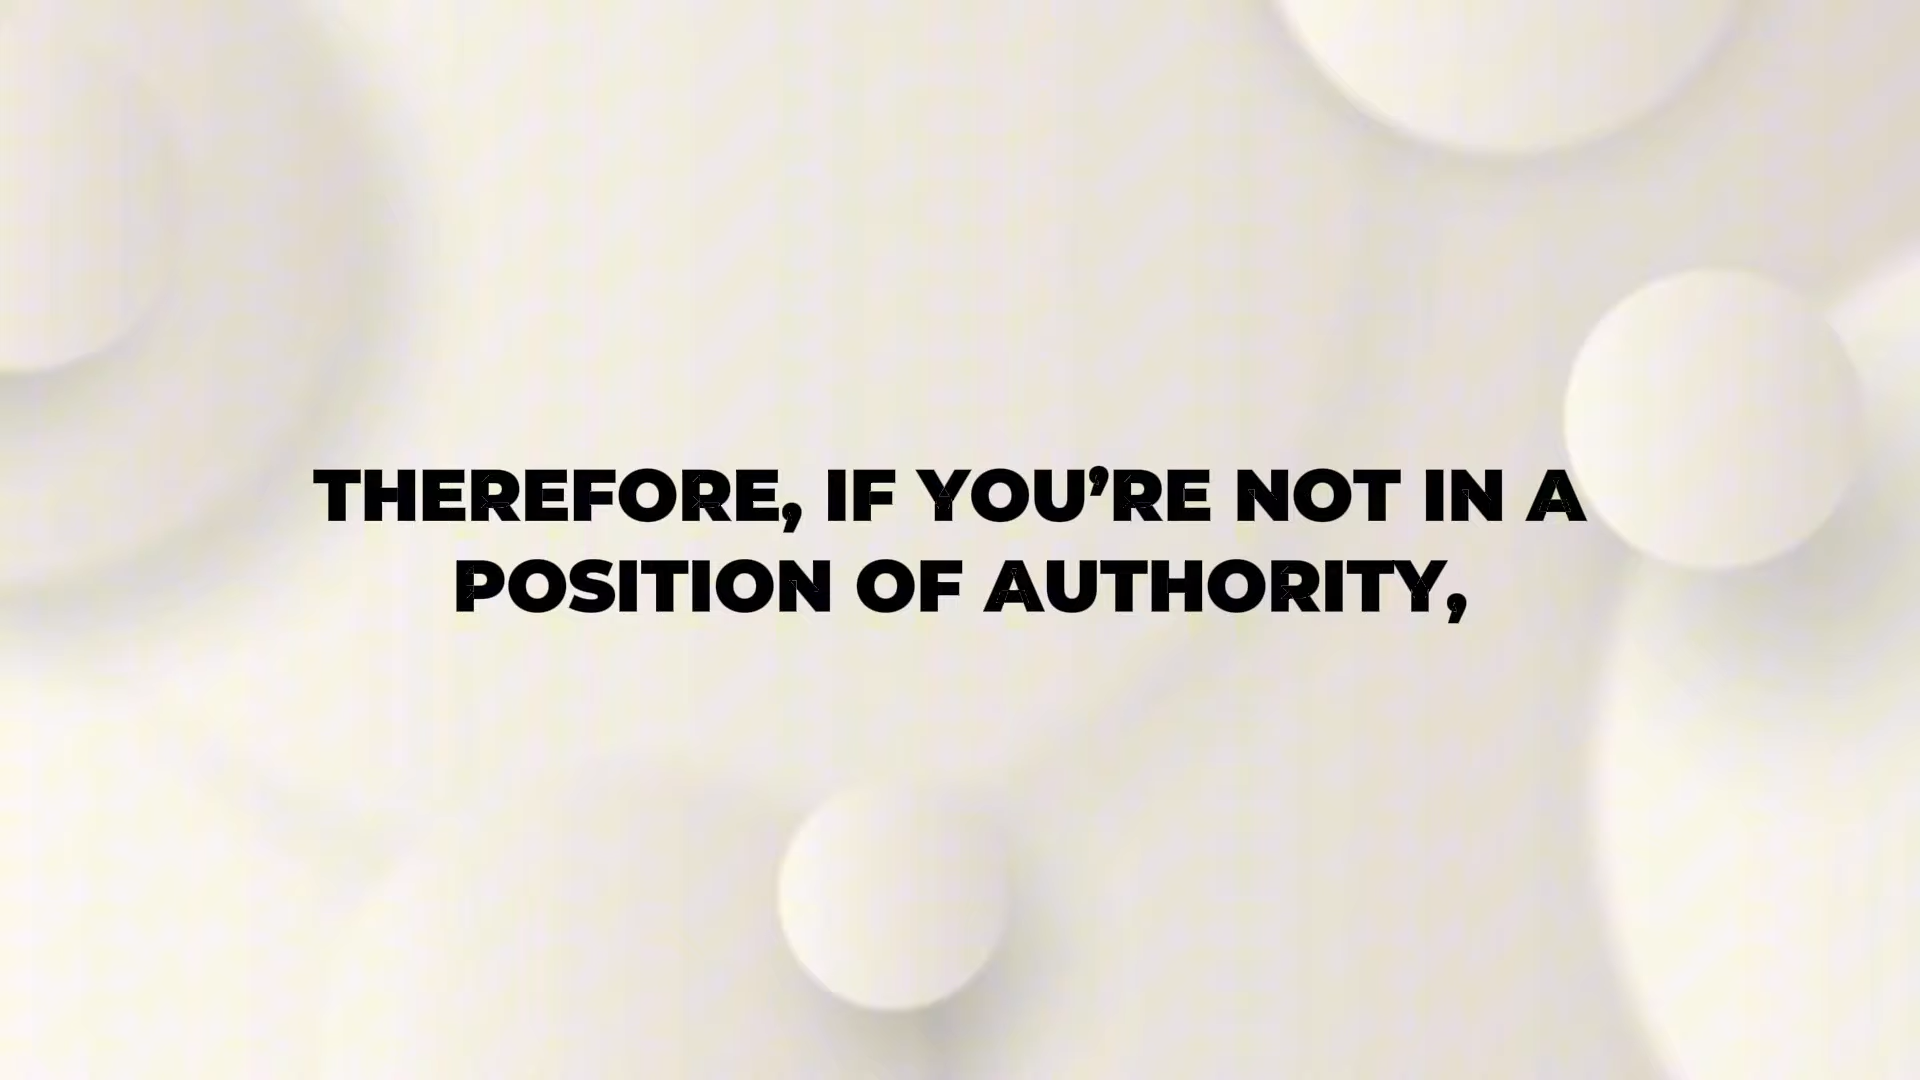 THEREFORE, IF YOU’RE NOT IN A
POSITION OF AUTHORITY,